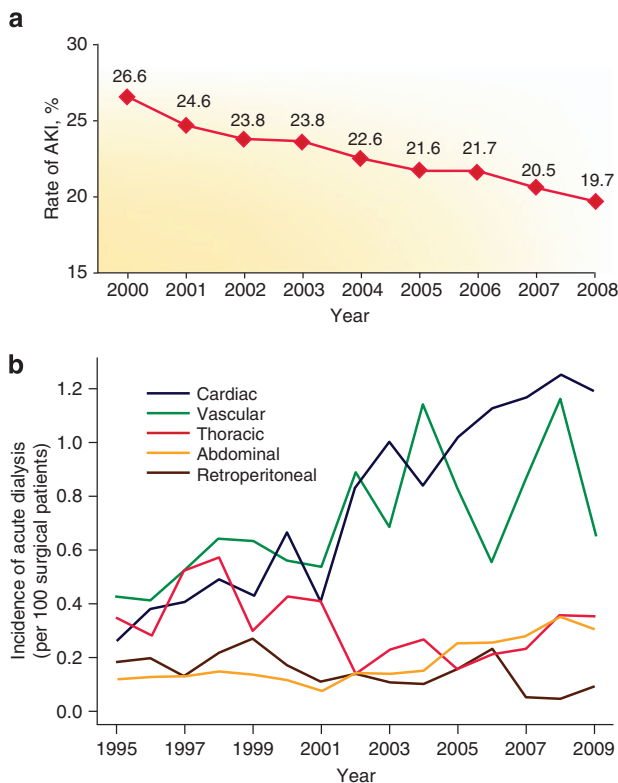 a
Rate of AKI, %
30
25
20
15
26.6
24.6
23.8
23.8
22.6
21.6
21.7
20.5
19.7
2000 2001 2002 2003 2004 2005 2006 2007 2008
Year
b
Incidence of acute dialysis
(per 100 surgical patients)
1.2
1.0
0.8
0.6
0.4
0.2
0.0
Cardiac
Vascular
Thoracic
Abdominal
Retroperitoneal
1995 1997 1999 2001 2003 2005 2007 2009
Year